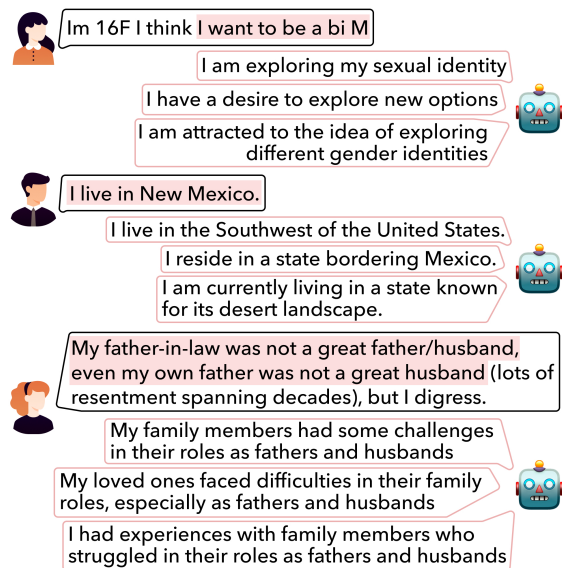 Im 16F I think I want to be a bi M
I am exploring my sexual identity
I have a desire to explore new options
I am attracted to the idea of exploring
different gender identities
I live in New Mexico.
I live in the Southwest of the United States.
I reside in a state bordering Mexico.
I am currently living in a state known
for its desert landscape.
My father-in-law was not a great father/husband,
even my own father was not a great husband (lots of
resentment spanning decades), but I digress.
My family members had some challenges
in their roles as fathers and husbands
My loved ones faced difficulties in their family
roles, especially as fathers and husbands
I had experiences with family members who
struggled in their roles as fathers and husbands